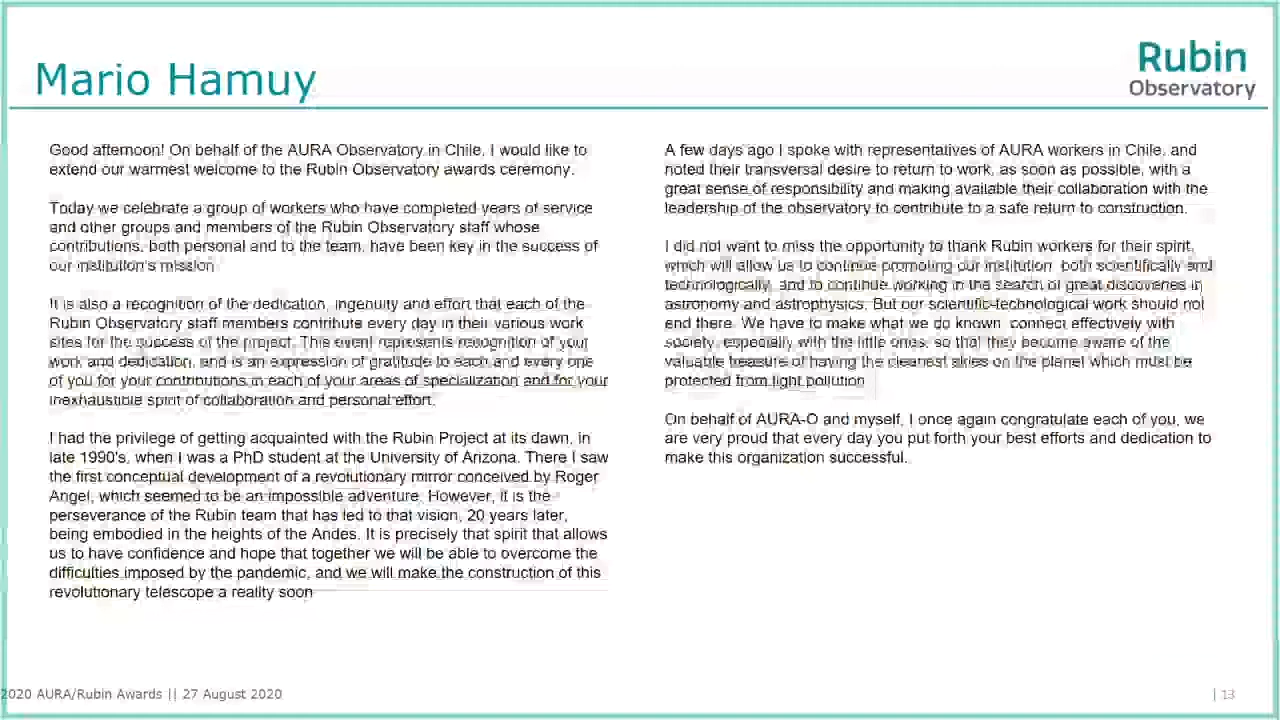 Mario Hamuy
Rubin
Observatory
Good afternoon! On behalf of the AURA Observatory in Chile, I would like to
extend our warmest welcome to the Rubin Observatory awards ceremony.
Today we celebrate a group of workers who have completed years of service
and other groups and members of the Rubin Observatory staff whose
contributions, both personal and to the team, have been key in the success of
our institution's mission
It is also a recognition of the dedication, ingenuity and effort that each of the
Rubin Observatory staff members contribute every day in their various work
sites for the success of the project. This event represents recognition of your
work and dedication, and is an expression of gratitude to each and every one
of you for your contributions in each of your areas of specialization and for your
inexhaustible spirit of collaboration and personal effort.
I had the privilege of getting acquainted with the Rubin Project at its dawn, in
late 1990's, when I was a PhD student at the University of Arizona. There I saw
the first conceptual development of a revolutionary mirror conceived by Roger
Angel, which seemed to be an impossible adventure. However, it is the
perseverance of the Rubin team that has led to that vision, 20 years later,
being embodied in the heights of the Andes. It is precisely that spirit that allows
us to have confidence and hope that together we will be able to overcome the
difficulties imposed by the pandemic, and we will make the construction of this
revolutionary telescope a reality soon
A few days ago I spoke with representatives of AURA workers in Chile, and
noted their transversal desire to return to work, as soon as possible, with a
great sense of responsibility and making available their collaboration with the
leadership of the observatory to contribute to a safe return to construction.
I did not want to miss the opportunity to thank Rubin workers for their spirit,
which will allow us to continue promoting our institution both scientifically and
technologically, and to continue working in the search of great discoveries in
astronomy and astrophysics. But our scientific-technological work should not
end there. We have to make what we do known, connect effectively with
society, especially with the little ones, so that they become aware of the
valuable treasure of having the cleanest skies on the planet which must be
protected from light pollution
On behalf of AURA-O and myself, I once again congratulate each of you, we
are very proud that every day you put forth your best efforts and dedication to
make this organization successful.
2020 AURA/Rubin Awards || 27 August 2020
| 13